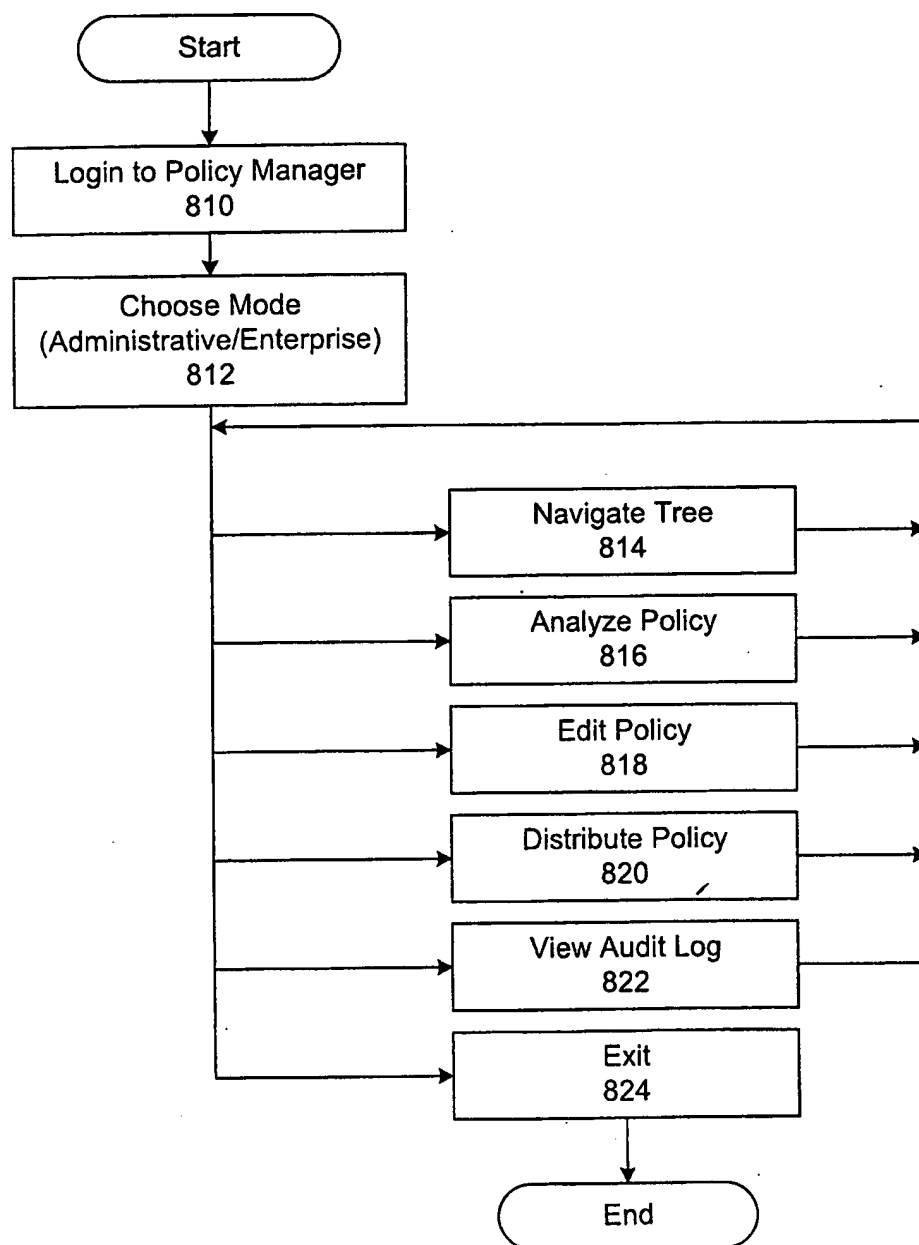 Start
Login to Policy Manager
810
Choose Mode
(Administrative/Enterprise)
812
Navigate Tree
814
Analyze Policy
816
Edit Policy
818
Distribute Policy
820
View Audit Log
822
Exit
824
End